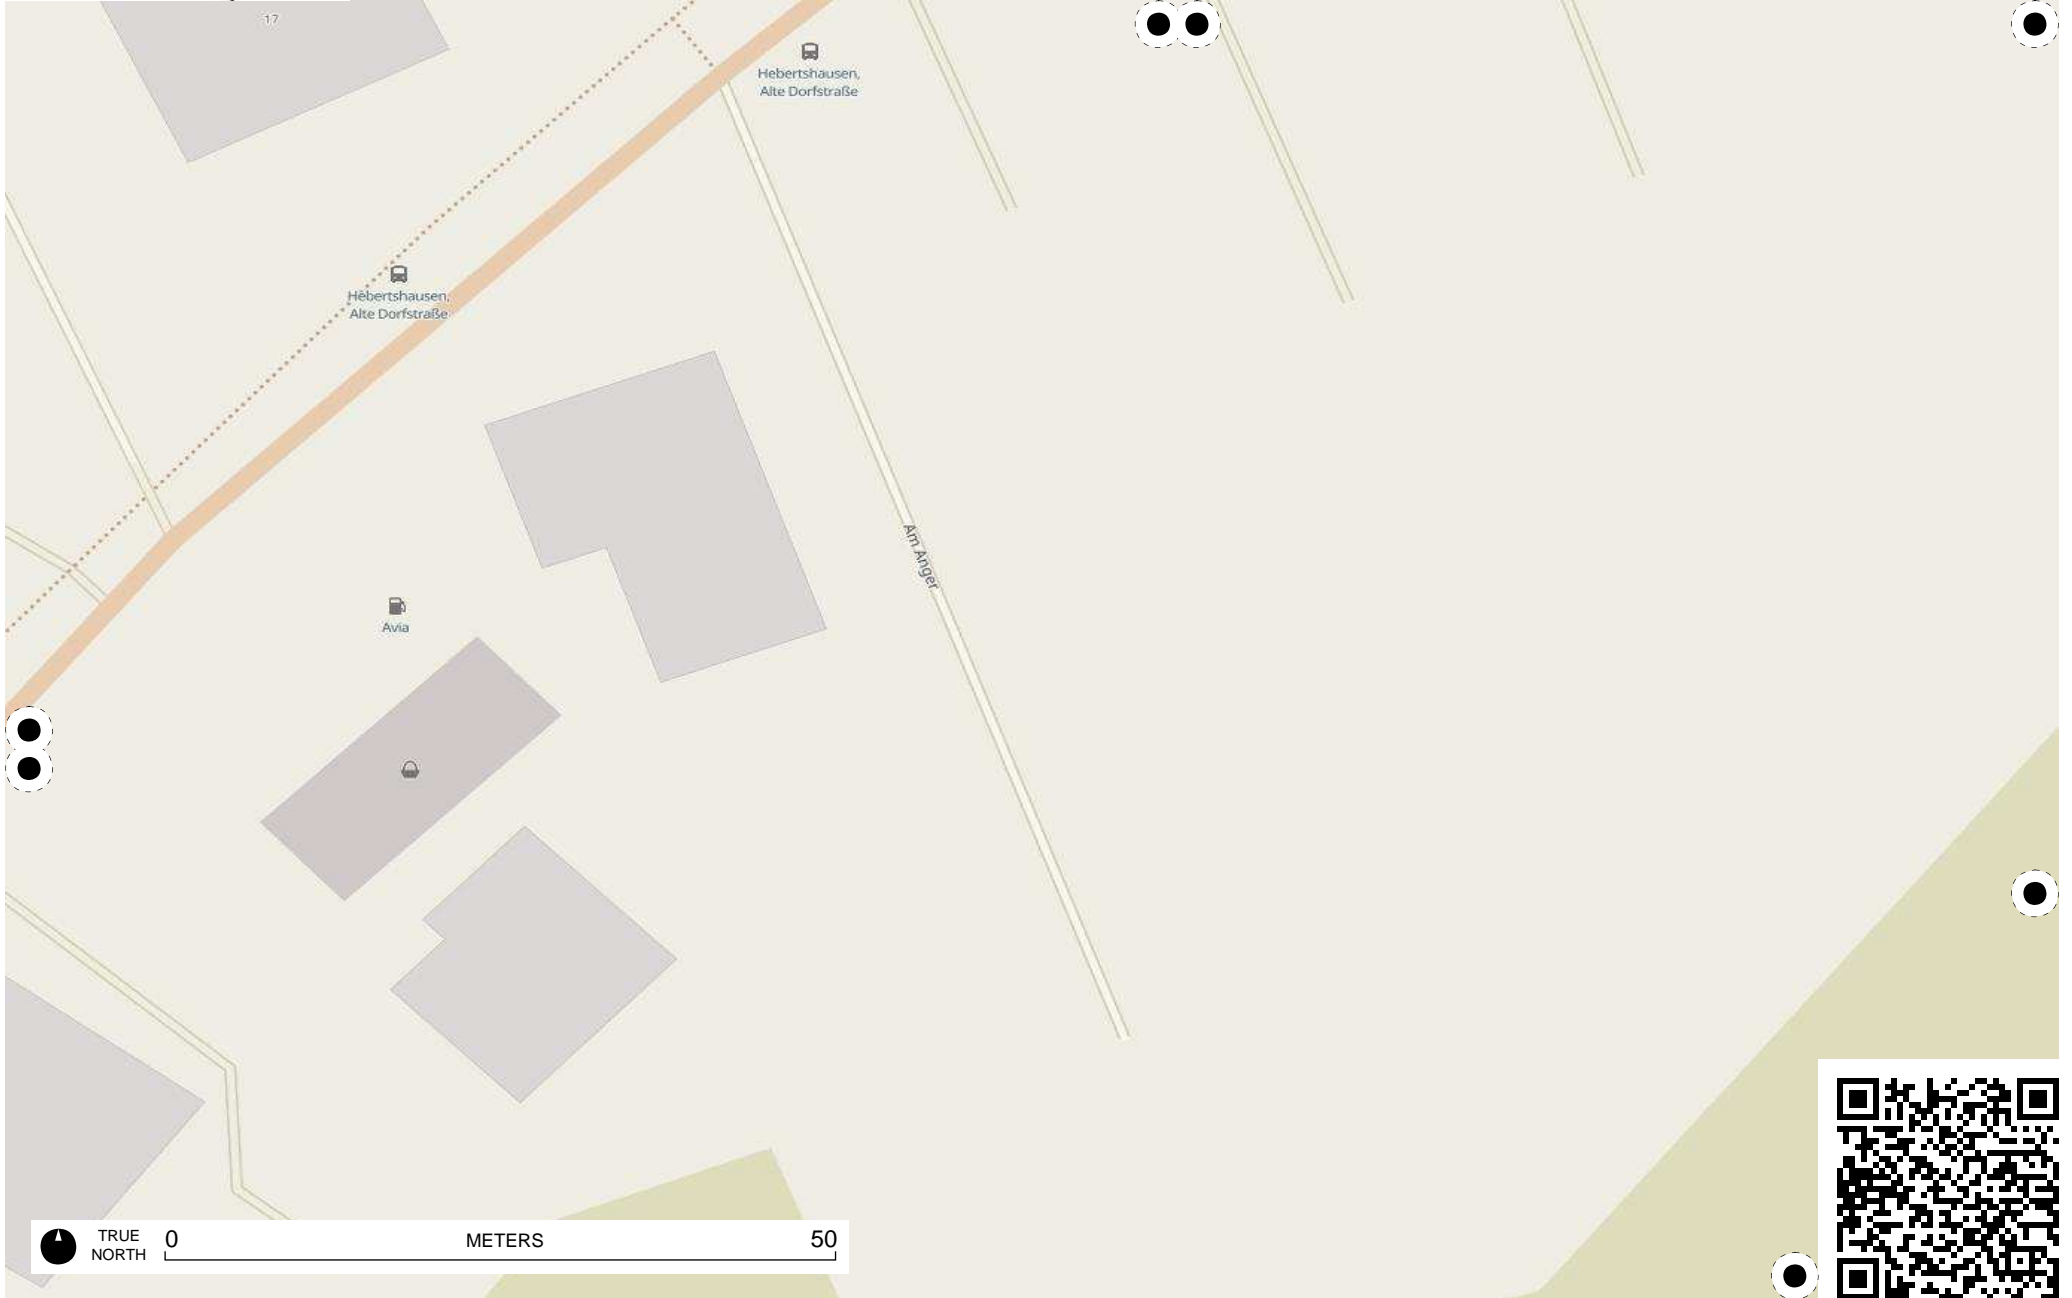 17
Hebertshausen,
Alte Dorfstraße
Hebertshausen,
Alte Dorfstraße
Am Anger
Avia
TRUE
NORTH
0
METERS
50